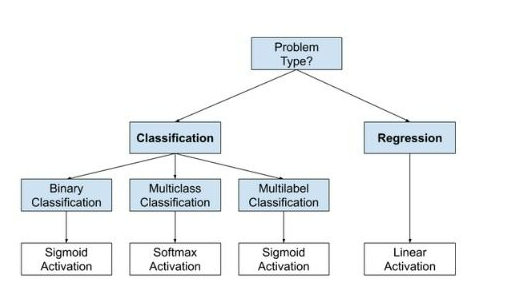 Problem
Type?
Classification
Regression
Binary
Classification
Multiclass
Classification
Multilabel
Classification
Sigmoid
Activation
Softmax
Activation
Sigmoid
Activation
Linear
Activation